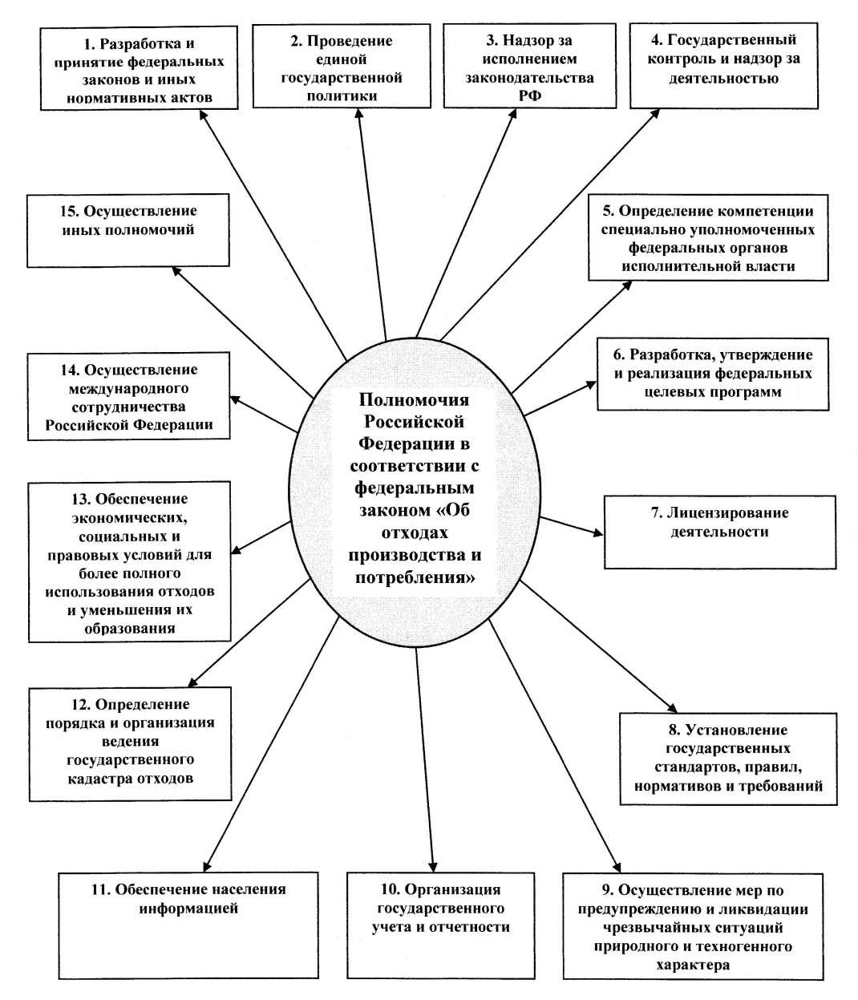 1. Разработка и
принятие федеральных
законов и иных
нормативных актов
2. Проведение
единой
государственной
политики
3. Надзор за
исполнением
законодательства
РФ
4. Государственный
контроль и надзор за
деятельностью
15. Осуществление
иных полномочий
5. Определение компетенции
специально уполномоченных
федеральных органов
исполнительной власти
14. Осуществление
международного
сотрудничества
Российской Федерации
6. Разработка, утверждение
и реализация федеральных
целевых программ
Полномочия
Российской
Федерации в
соответствии с
федеральным
законом «Об
отходах
производства и
потребления»
13. Обеспечение
экономических,
социальных и
правовых условий для
более полного
использования отходов
и уменьшения их
образования
7. Лицензирование
деятельности
12. Определение
порядка и организация
ведения
государственного
кадастра отходов
8. Установление
государственных
стандартов, правил,
нормативов и требований
11. Обеспечение населения
информацией
10. Организация
государственного
учета и отчетности
9. Осуществление мер по
предупреждению и ликвидации
чрезвычайных ситуаций
природного и техногенного
характера